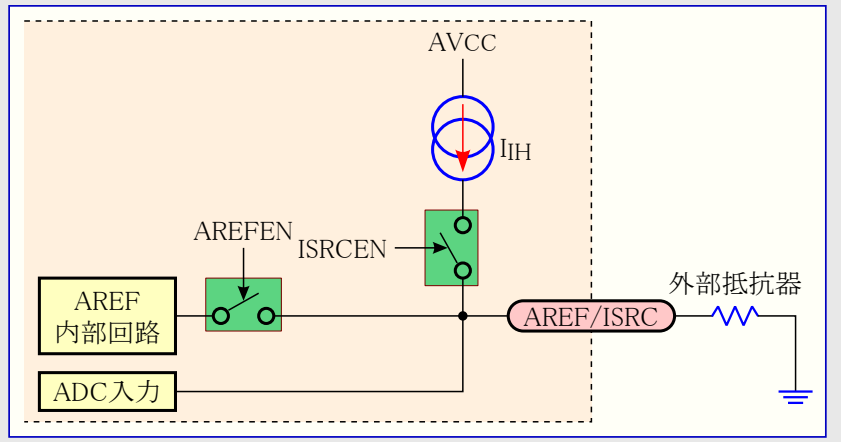 AVCC
IIH
AREFEN
ISRCEN
外部抵抗器
AREF
内部回路
AREF/ISRC
ADC入力